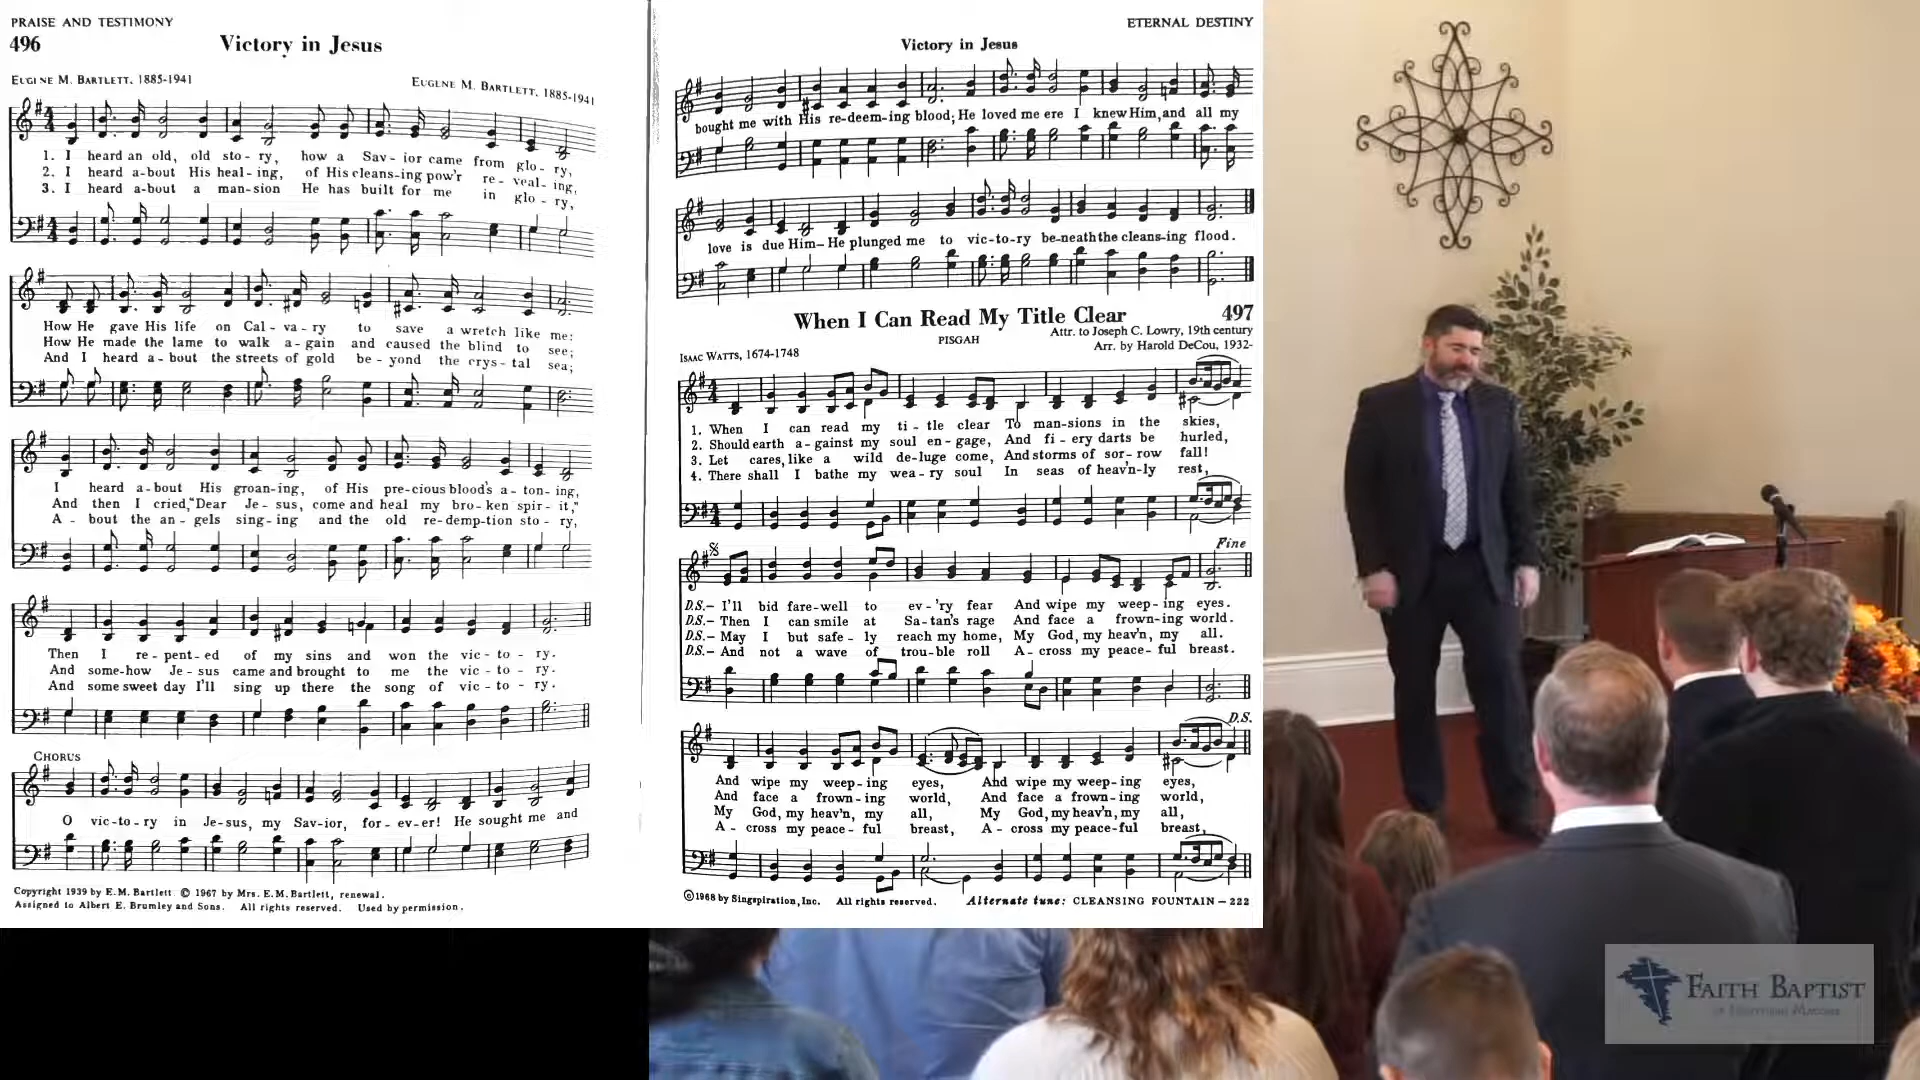 PRAISE AND TESTIMONY
496
Victory in Jesus
EUGENE M. BARTLETT, 1885-1941
EUGENE M. BARTLETT, 1885-1941
1. I heard an old, old sto - ry, how a Sav - ior came from glo - ry,
2. I heard a-bout His heal - ing, of His cleans-ing pow'r re - veal - ing,
3. I heard a-bout a man-sion He has built for me in glo - ry,
How He gave His life on Cal - va - ry to save a wretch like me:
How He made the lame to walk a - gain and caused the blind to see;
And I heard a - bout the streets of gold be - yond the crys - tal sea;
I heard a-bout His groan-ing, of His pre-cious blood's a - ton - ing,
And then I cried, "Dear Je - sus, come and heal my bro - ken spir - it,"
A - bout the an - gels sing - ing and the old re-demp-tion sto - ry,
Then I re - pent - ed of my sins and won the vic - to - ry.
And some-how Je - sus came and brought to me the vic - to - ry.
And some sweet day I'll sing up there the song of vic - to - ry.
CHORUS
O vic - to - ry in Je-sus, my Sav-ior, for - ev - er! He sought me and
Copyright 1939 by E.M. Bartlett. © 1967 by Mrs. E.M. Bartlett, renewal.
Assigned to Albert E. Brumley and Sons. All rights reserved. Used by permission.
ETERNAL DESTINY
Victory in Jesus
bought me with His re-deem-ing blood; He loved me ere I knew Him, and all my
love is due Him— He plunged me to vic-to-ry be-neath the cleans-ing flood.
When I Can Read My Title Clear
497
PISGAH
Attr. to Joseph C. Lowry, 19th century
Arr. by Harold DeCou, 1932-
ISAAC WATTS, 1674-1748
1. When I can read my ti - tle clear To man-sions in the skies,
2. Should earth a - gainst my soul en - gage, And fi - ery darts be hurled,
3. Let cares, like a wild de-luge come, And storms of sor - row fall!
4. There shall I bathe my wea - ry soul In seas of heav'n-ly rest,
Fine
D.S.— I'll bid fare-well to ev - 'ry fear And wipe my weep - ing eyes.
D.S.— Then I can smile at Sa - tan's rage And face a frown-ing world.
D.S.— May I but safe - ly reach my home, My God, my heav'n, my all.
D.S.— And not a wave of trou-ble roll A - cross my peace - ful breast.
D.S.
And wipe my weep-ing eyes, And wipe my weep-ing eyes,
And face a frown-ing world, And face a frown-ing world,
My God, my heav'n, my all, My God, my heav'n, my all,
A - cross my peace - ful breast, A - cross my peace-ful breast,
©1968 by Singspiration, Inc. All rights reserved. Alternate tune: CLEANSING FOUNTAIN — 222
FAITH BAPTIST